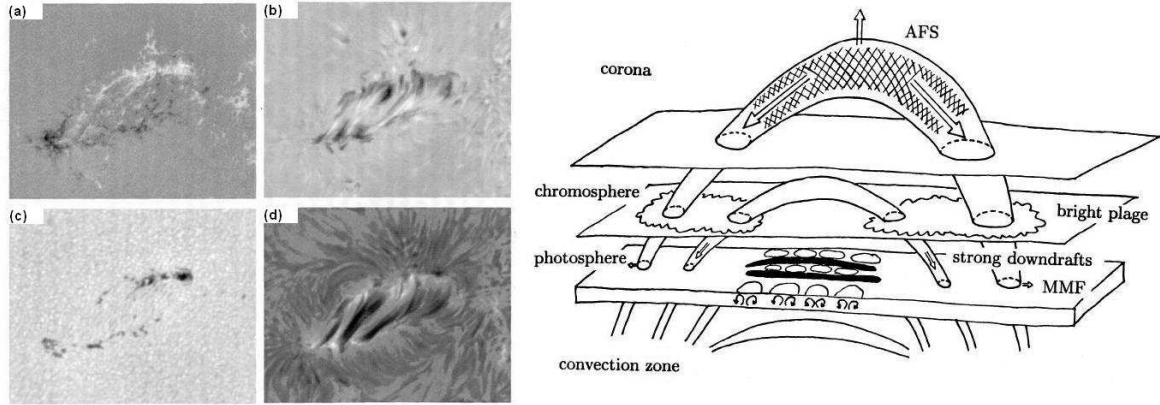 (a)
(b)
(c)
(d)
AFS
corona
chromosphere
bright plage
photosphere
strong downdrafts
MMF
convection zone